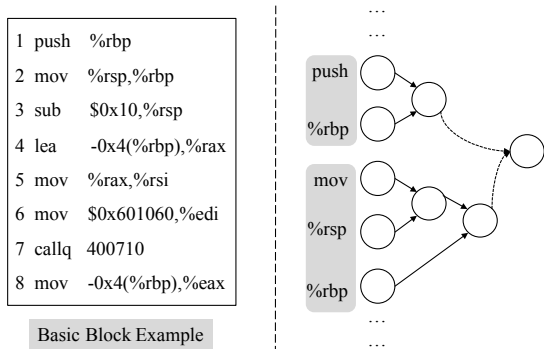 1 push %rbp
2 mov %rsp,%rbp
3 sub $0x10,%rsp
4 lea -0x4(%rbp),%rax
5 mov %rax,%rsi
6 mov $0x601060,%edi
7 callq 400710
8 mov -0x4(%rbp),%eax
Basic Block Example
...
...
push
%rbp
mov
%rsp
%rbp
...
...